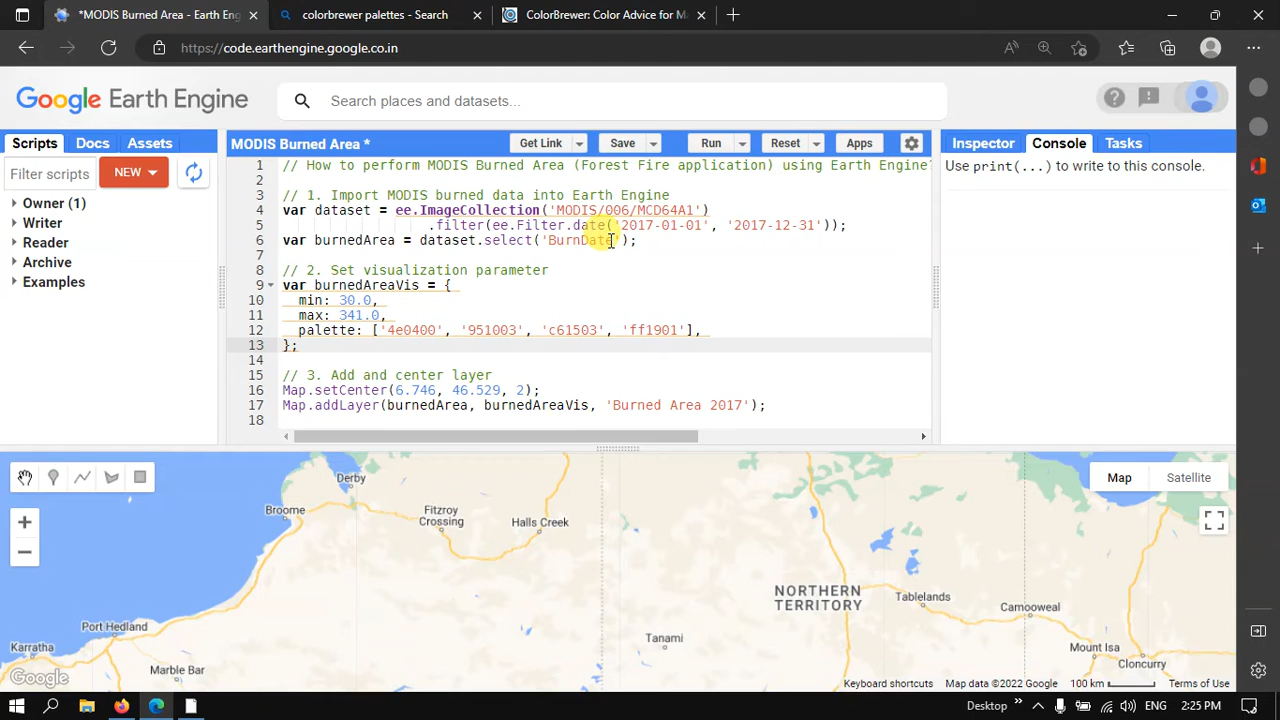 *MODIS Burned Area - Earth Eng
colorbrewer palettes - Search
ColorBrewer: Color Advice for Ma
https://code.earthengine.google.co.in
Google Earth Engine
Search places and datasets...
Scripts
Docs
Assets
MODIS Burned Area *
Get Link
Save
Run
Reset
Apps
Inspector
Console
Tasks
Filter scripts
NEW
Owner (1)
Writer
Reader
Archive
Examples
1 // How to perform MODIS Burned Area (Forest Fire application) using Earth Engine?
2
3 // 1. Import MODIS burned data into Earth Engine
4 var dataset = ee.ImageCollection('MODIS/006/MCD64A1')
5 .filter(ee.Filter.date('2017-01-01', '2017-12-31'));
6 var burnedArea = dataset.select('BurnDate');
7
8 // 2. Set visualization parameter
9 var burnedAreaVis = {
10 min: 30.0,
11 max: 341.0,
12 palette: ['4e0400', '951003', 'c61503', 'ff1901'],
13 };
14
15 // 3. Add and center layer
16 Map.setCenter(6.746, 46.529, 2);
17 Map.addLayer(burnedArea, burnedAreaVis, 'Burned Area 2017');
18
Use print(...) to write to this console.
Map
Satellite
Derby
Broome
Fitzroy
Crossing
Halls Creek
NORTHERN
TERRITORY
Tablelands
Camooweal
Port Hedland
Karratha
Marble Bar
Tanami
Mount Isa
Cloncurry
Google
Keyboard shortcuts
Map data ©2022 Google
100 km
Terms of Use
Desktop
ENG
2:25 PM